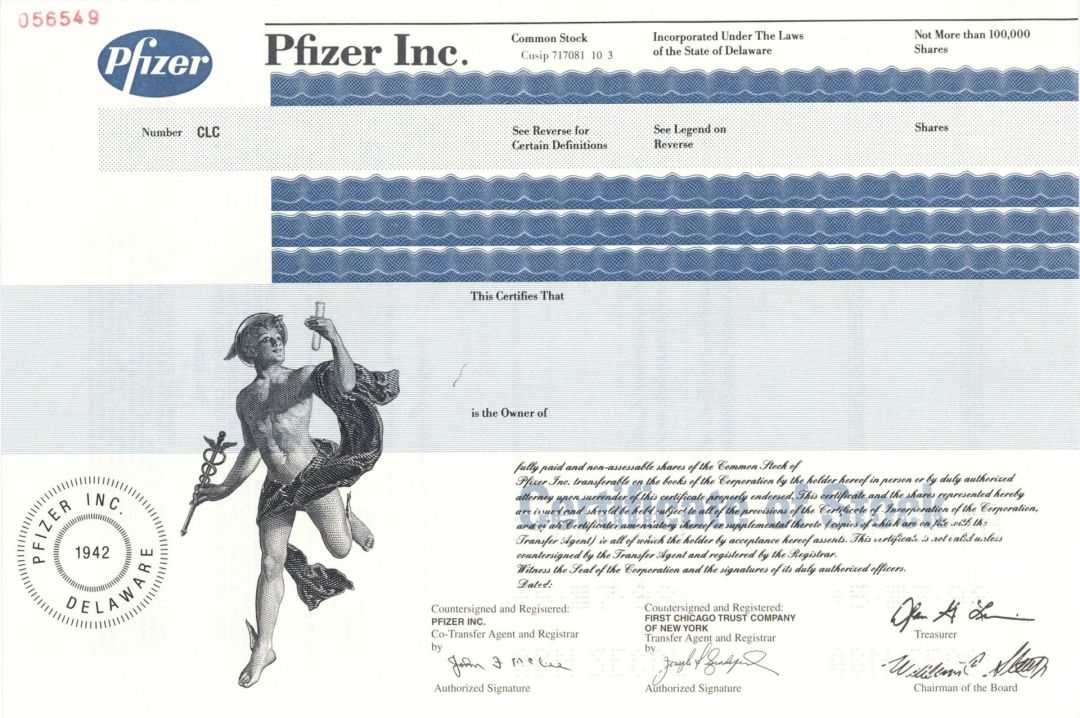 056549
Pfizer
Pfizer Inc.
Common Stock
Cusip 717081 10 3
Incorporated Under The Laws
of the State of Delaware
Not More than 100,000
Shares
Number CLC
See Reverse for
Certain Definitions
See Legend on
Reverse
Shares
This Certifies That
is the Owner of
fully paid and non-assessable shares of the Common Stock of
Pfizer Inc. transferable on the books of the Corporation by the holder hereof in person or by duly authorized
attorney upon surrender of this certificate properly endorsed. This certificate and the shares represented hereby
are issued and should be held subject to all of the provisions of the Certificate of Incorporation of the Corporation,
and of all Certificates amendatory thereof or supplemental thereto (copies of which are on file with the
Transfer Agent) to all of which the holder by acceptance hereof assents. This certificate is not valid unless
countersigned by the Transfer Agent and registered by the Registrar.
Witness the Seal of the Corporation and the signatures of its duly authorized officers.
Dated:
Certificate of Stock
PFIZER INC.
1942
DELAWARE
Countersigned and Registered:
PFIZER INC.
Co-Transfer Agent and Registrar
by
Authorized Signature
Countersigned and Registered:
FIRST CHICAGO TRUST COMPANY
OF NEW YORK
Transfer Agent and Registrar
by
Authorized Signature
Treasurer
Chairman of the Board